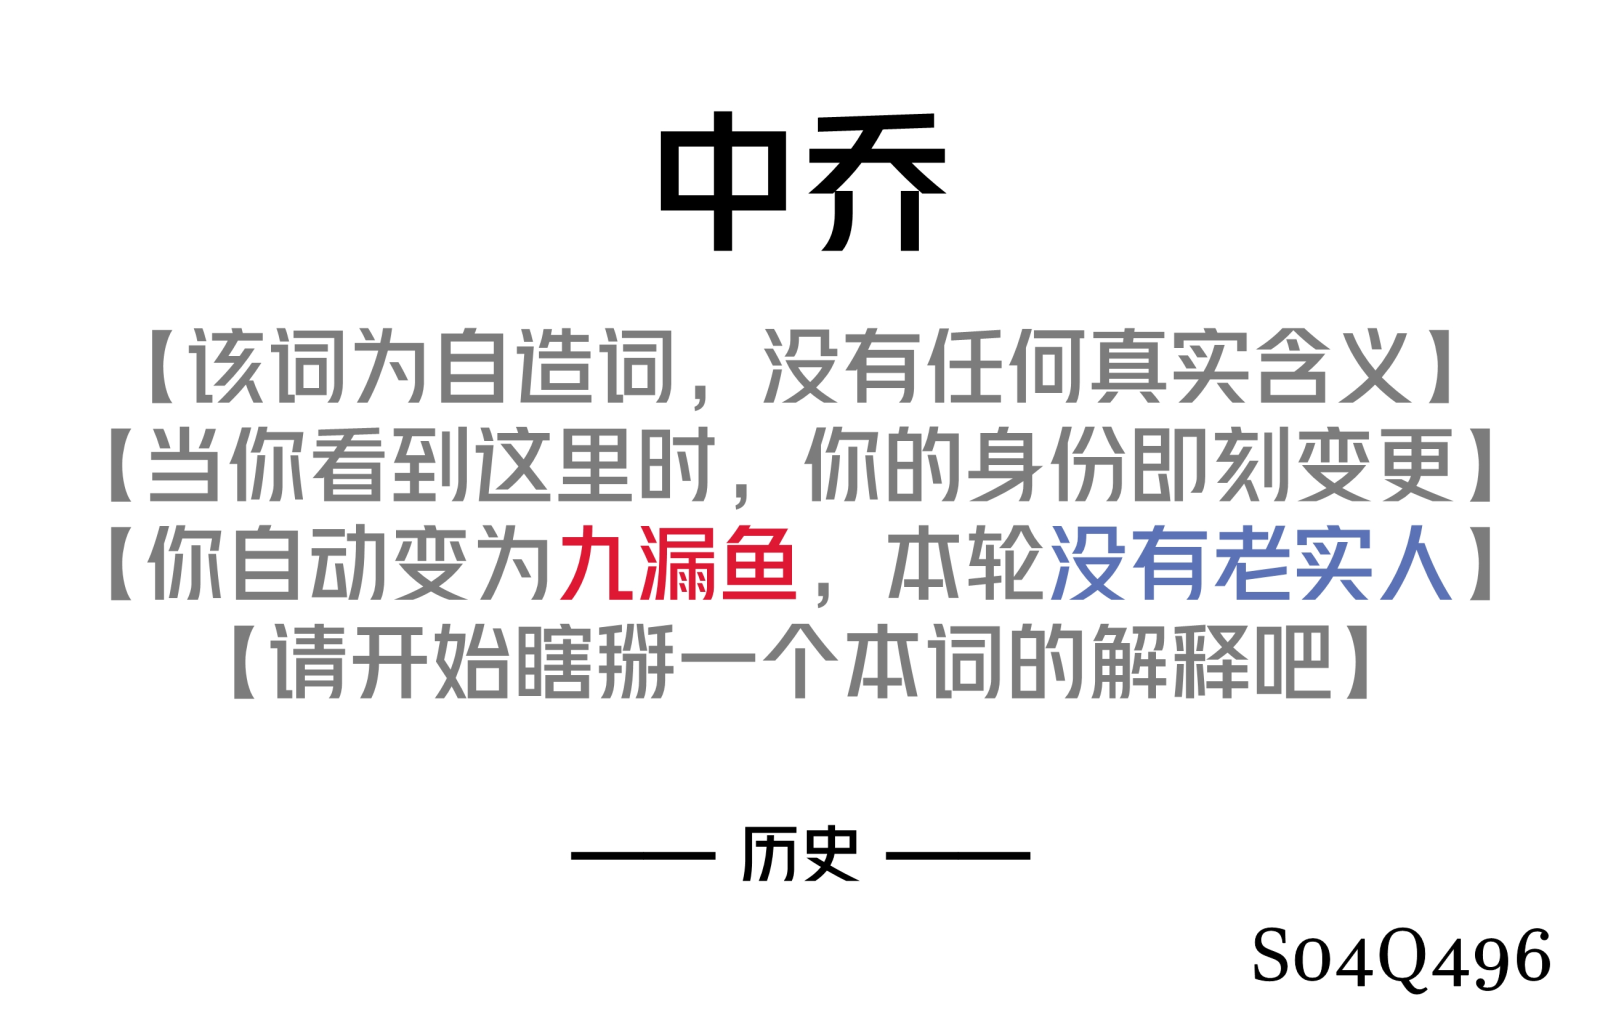 中乔
【该词为自造词，没有任何真实含义】
【当你看到这里时，你的身份即刻变更】
【你自动变为九漏鱼，本轮没有老实人】
【请开始瞎掰一个本词的解释吧】
历史
So4Q496